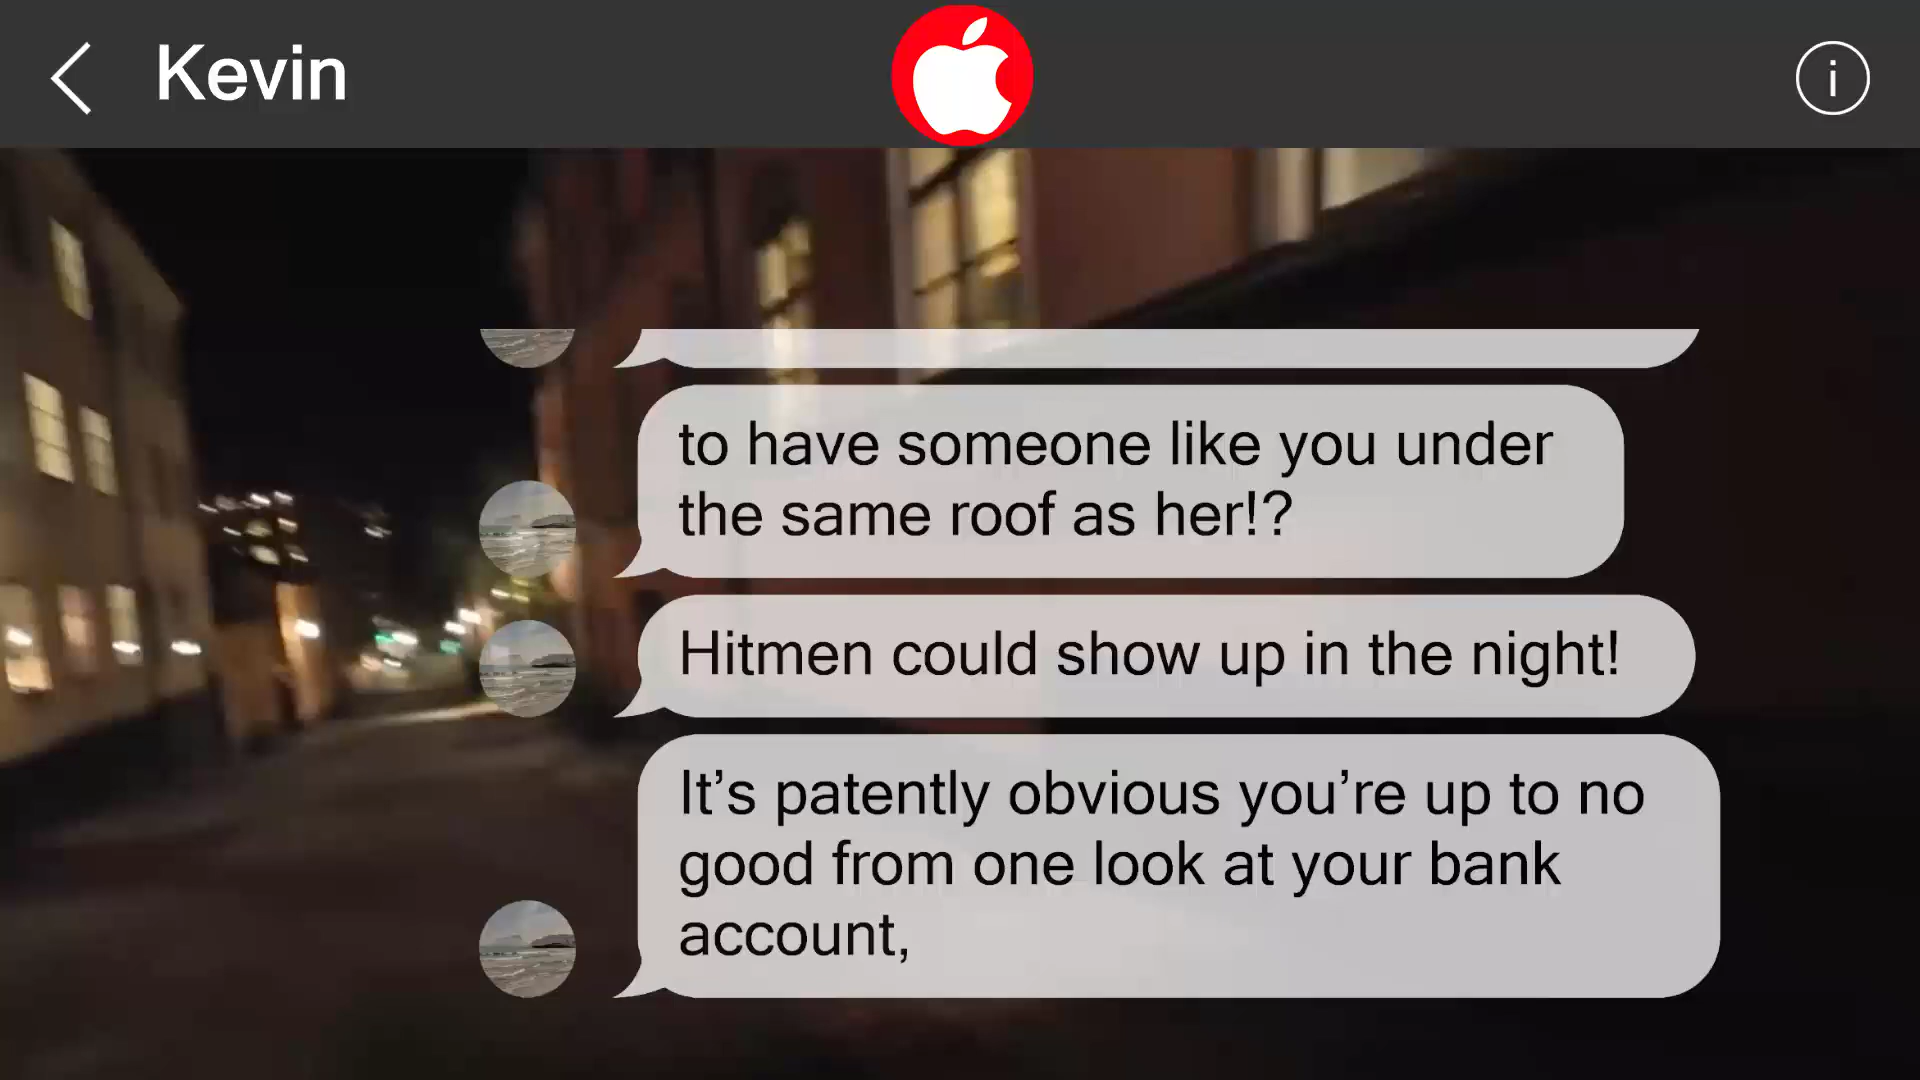 Kevin
to have someone like you under
the same roof as her!?
Hitmen could show up in the night!
It’s patently obvious you’re up to no
good from one look at your bank
account,